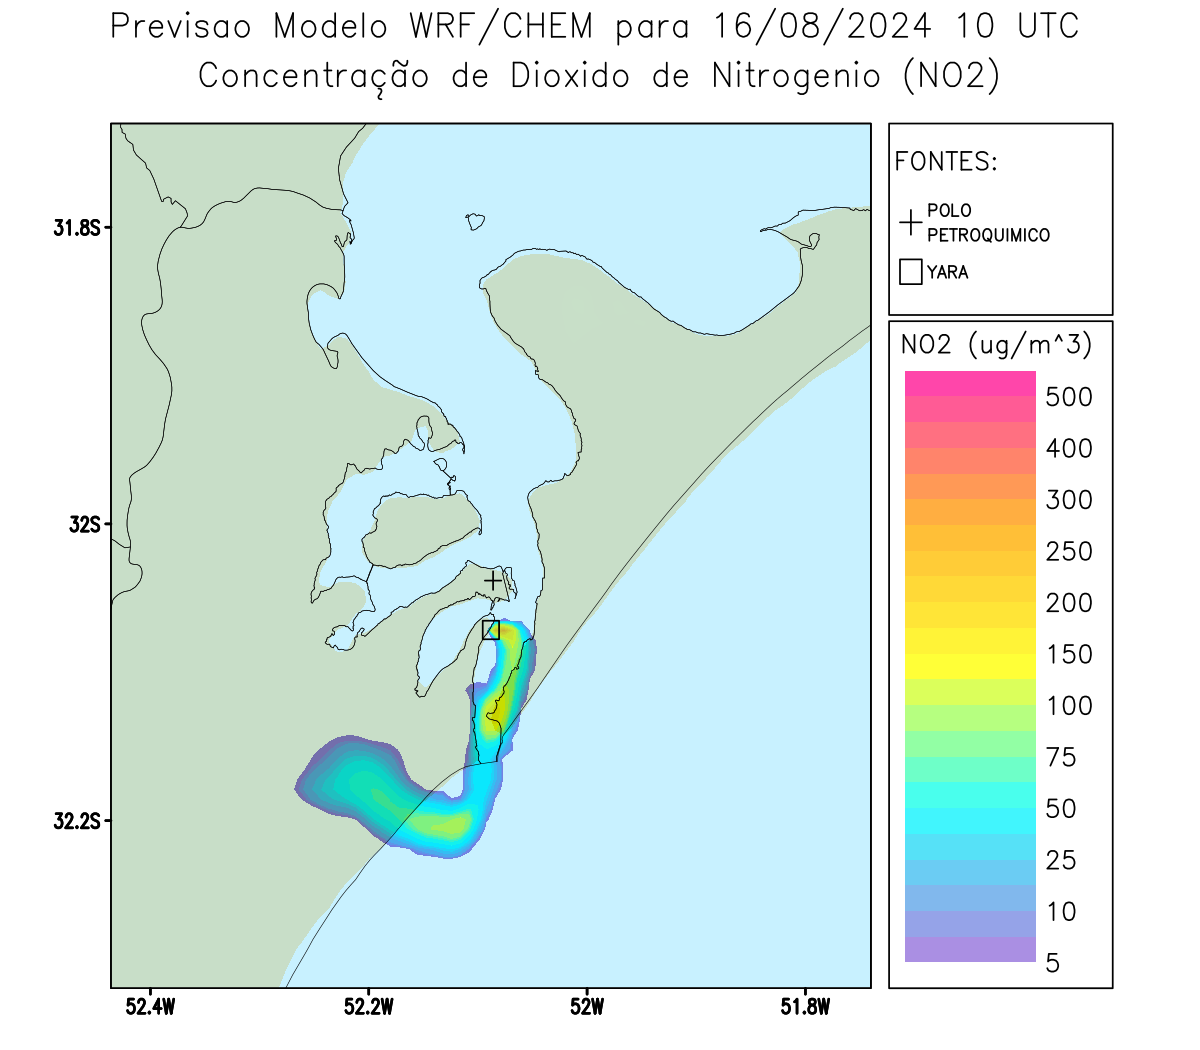 Previsao Modelo WRF/CHEM para 16/08/2024 10 UTC
Concentração de Dioxido de Nitrogenio (NO2)
FONTES:
POLO
PETROQUIMICO
YARA
NO2 (ug/m^3)
500
400
300
250
200
150
100
75
50
25
10
5
31.8S
32S
32.2S
52.4W
52.2W
52W
51.8W